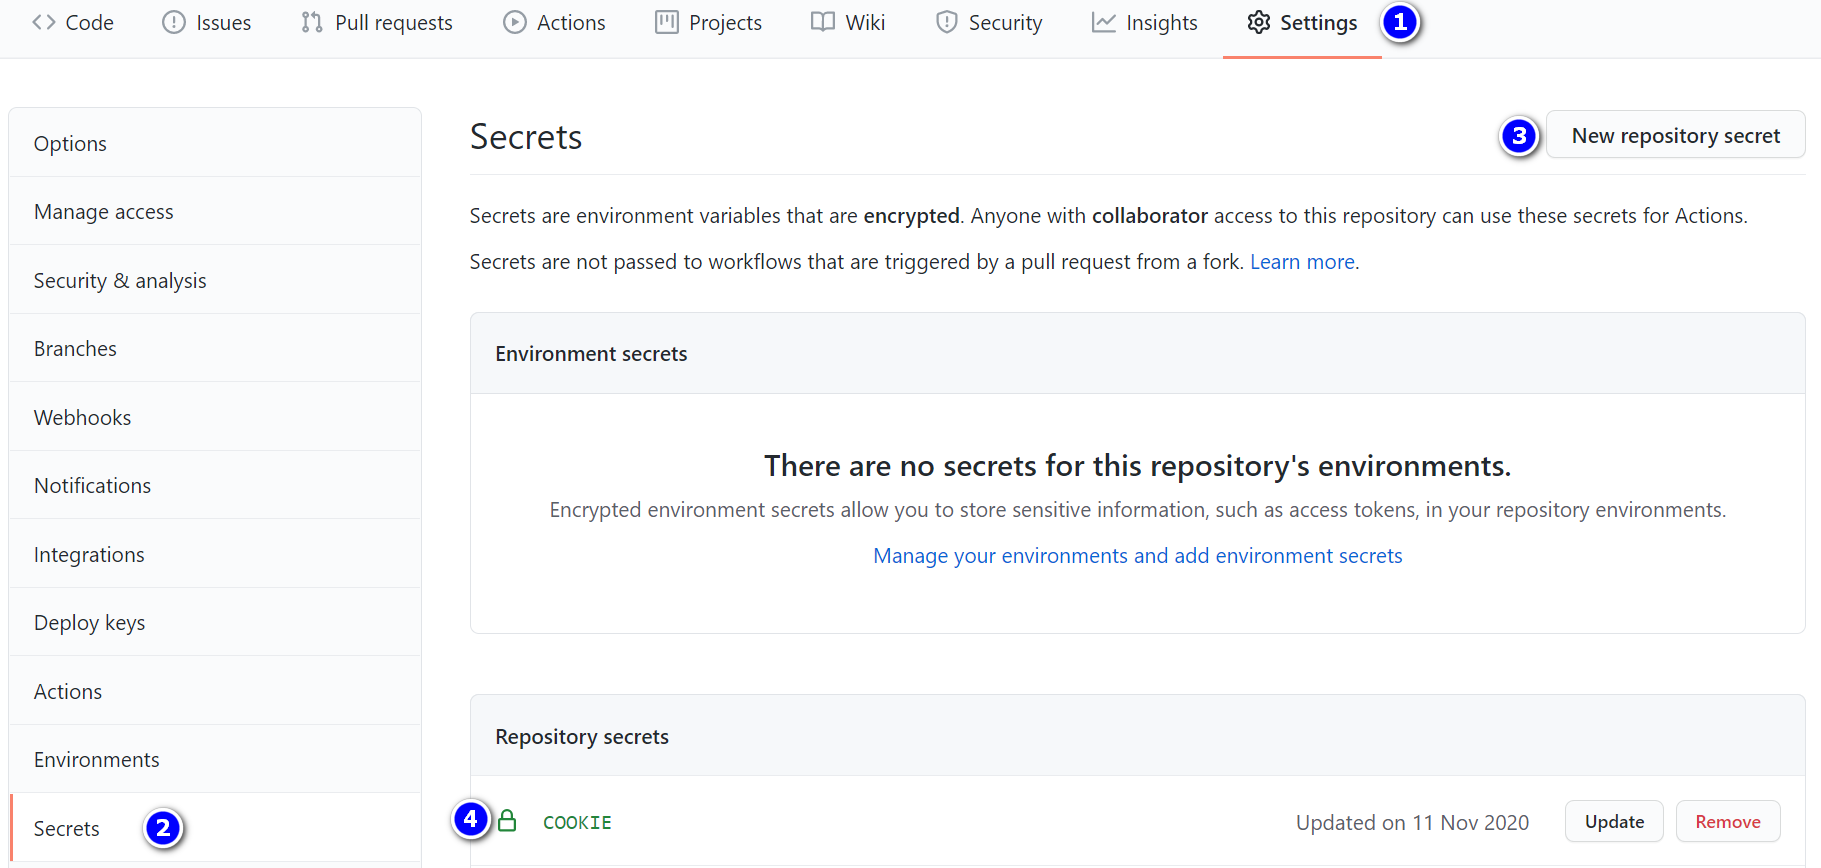 Code Issues Pull requests Actions Projects Wiki Security Insights Settings 1
Options
Manage access
Security & analysis
Branches
Webhooks
Notifications
Integrations
Deploy keys
Actions
Environments
Secrets 2
Secrets 3 New repository secret
Secrets are environment variables that are encrypted. Anyone with collaborator access to this repository can use these secrets for Actions.
Secrets are not passed to workflows that are triggered by a pull request from a fork. Learn more.
Environment secrets
There are no secrets for this repository's environments.
Encrypted environment secrets allow you to store sensitive information, such as access tokens, in your repository environments.
Manage your environments and add environment secrets
Repository secrets
4 COOKIE Updated on 11 Nov 2020 Update Remove